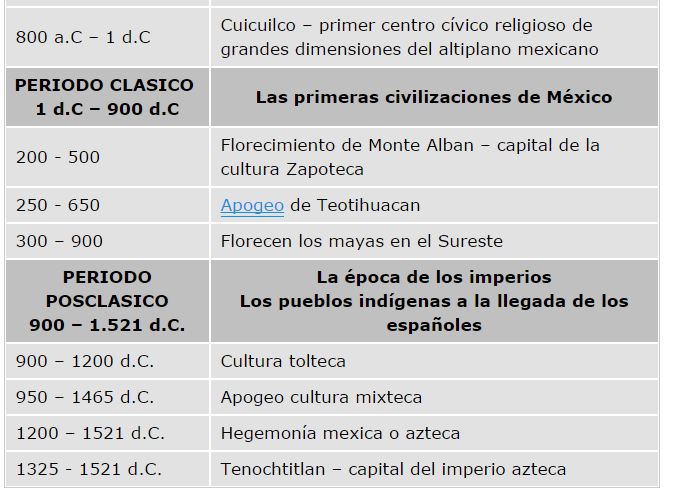 800 a.C – 1 d.C
Cuicuilco – primer centro cívico religioso de
grandes dimensiones del altiplano mexicano
PERIODO CLASICO
1 d.C – 900 d.C
Las primeras civilizaciones de México
200 - 500
Florecimiento de Monte Alban – capital de la
cultura Zapoteca
250 - 650
Apogeo de Teotihuacan
300 – 900
Florecen los mayas en el Sureste
PERIODO
POSCLASICO
900 – 1.521 d.C.
La época de los imperios
Los pueblos indígenas a la llegada de los
españoles
900 – 1200 d.C.
Cultura tolteca
950 – 1465 d.C.
Apogeo cultura mixteca
1200 – 1521 d.C.
Hegemonía mexica o azteca
1325 - 1521 d.C.
Tenochtitlan – capital del imperio azteca